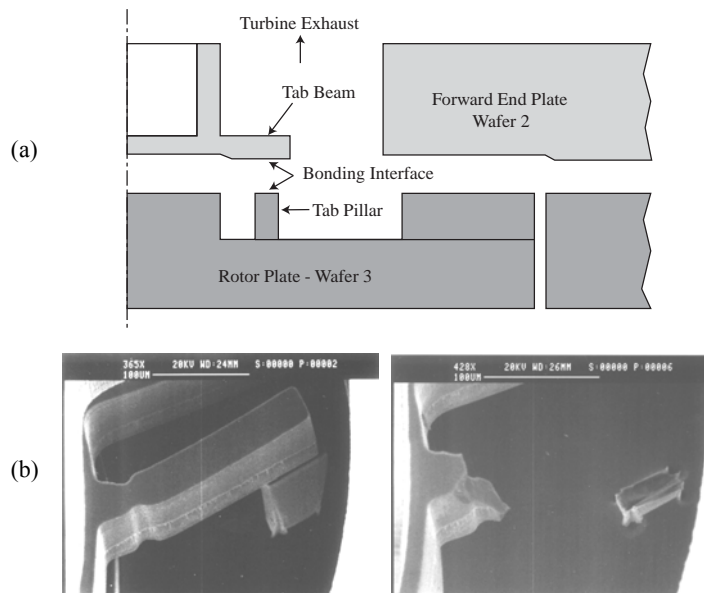 Turbine Exhaust
Tab Beam
Forward End Plate
Wafer 2
(a)
Bonding Interface
Tab Pillar
Rotor Plate - Wafer 3
365X 20KV WD:24MM S:00000 P:00002
100UM
428X 20KV WD:26MM S:00000 P:00006
100UM
(b)